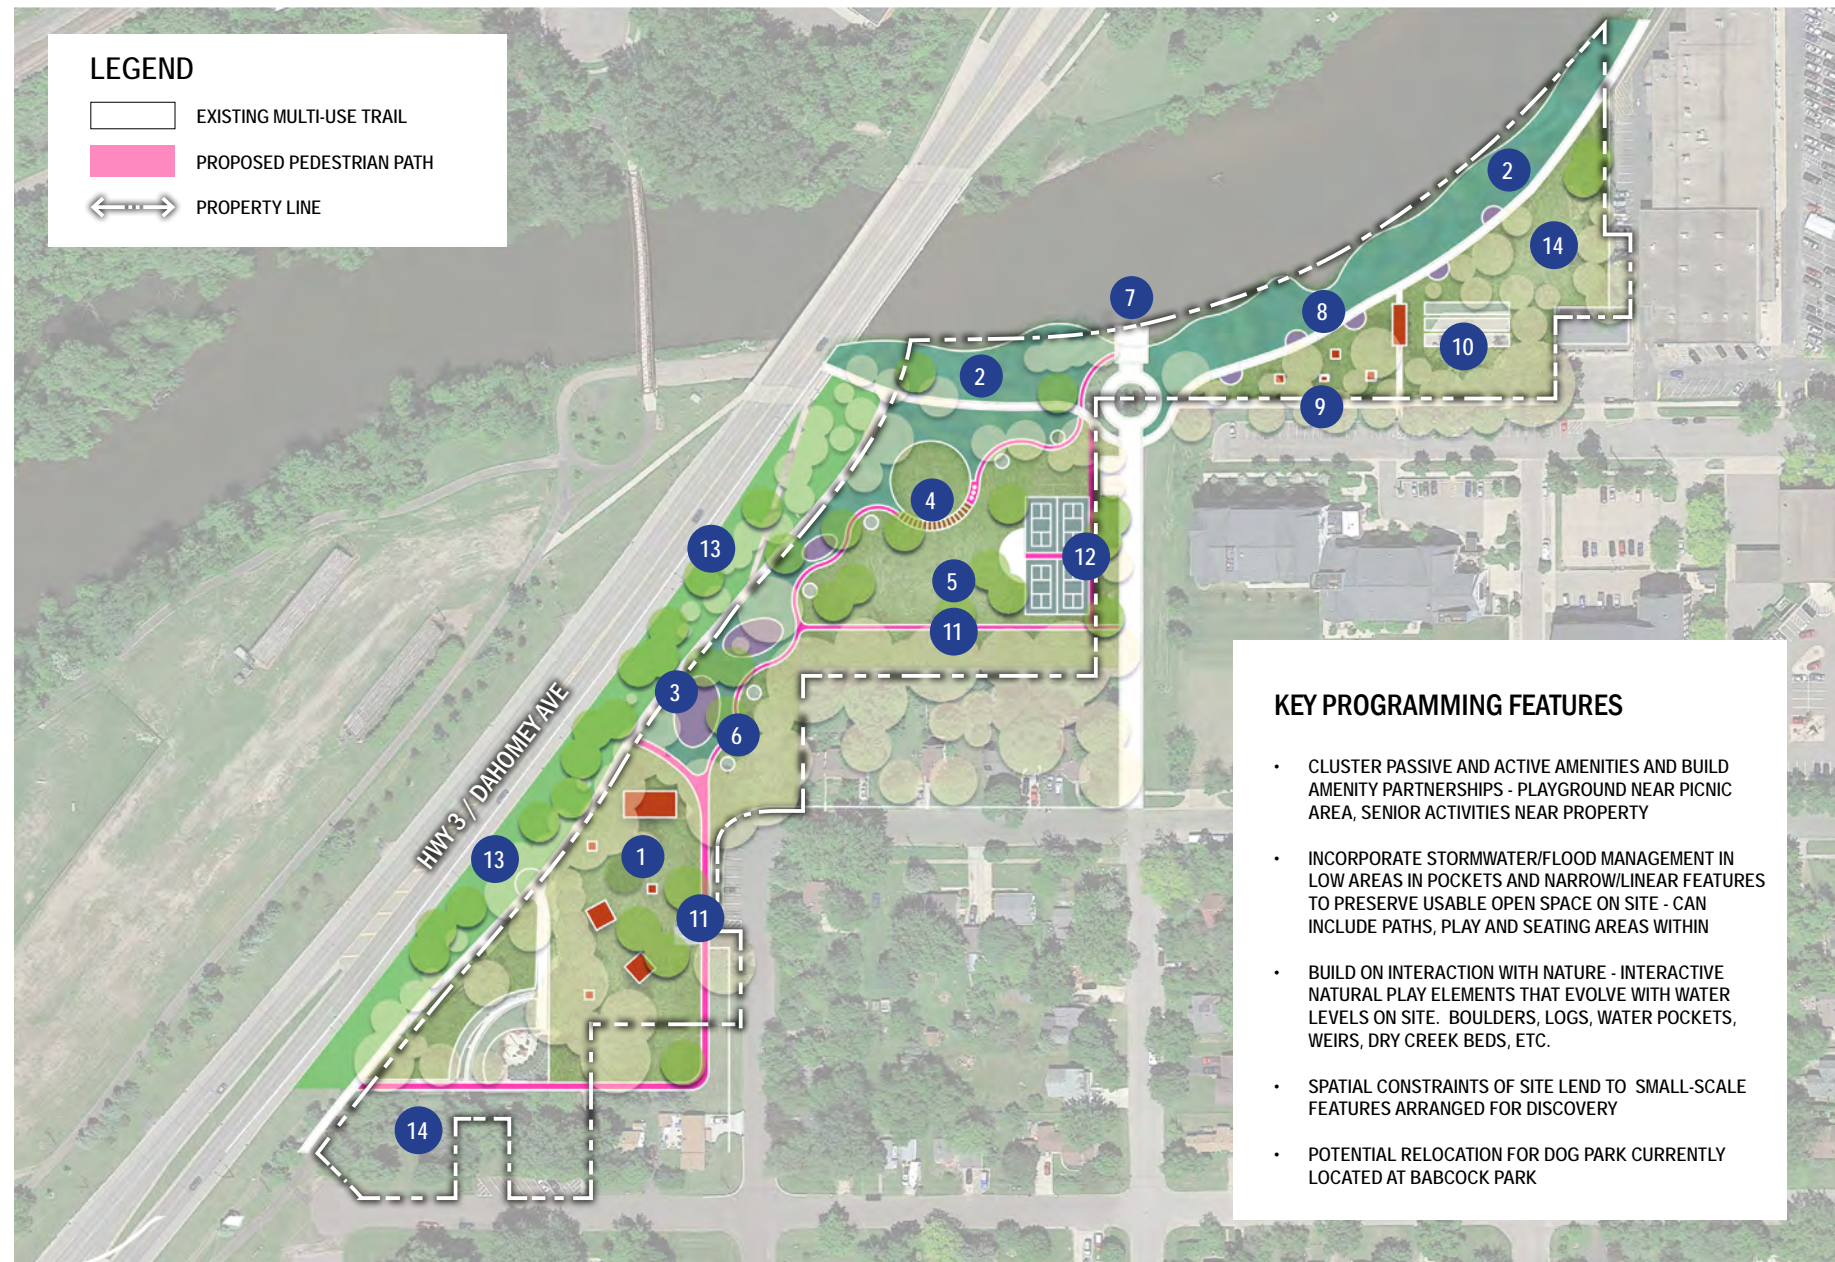 LEGEND
EXISTING MULTI-USE TRAIL
PROPOSED PEDESTRIAN PATH
PROPERTY LINE
2
14
7
8
10
2
9
4
13
12
5
11
3
6
HWY 3 / DAHOMEY AVE
1
13
11
14
KEY PROGRAMMING FEATURES
• CLUSTER PASSIVE AND ACTIVE AMENITIES AND BUILD
AMENITY PARTNERSHIPS - PLAYGROUND NEAR PICNIC
AREA, SENIOR ACTIVITIES NEAR PROPERTY
• INCORPORATE STORMWATER/FLOOD MANAGEMENT IN
LOW AREAS IN POCKETS AND NARROW/LINEAR FEATURES
TO PRESERVE USABLE OPEN SPACE ON SITE - CAN
INCLUDE PATHS, PLAY AND SEATING AREAS WITHIN
• BUILD ON INTERACTION WITH NATURE - INTERACTIVE
NATURAL PLAY ELEMENTS THAT EVOLVE WITH WATER
LEVELS ON SITE. BOULDERS, LOGS, WATER POCKETS,
WEIRS, DRY CREEK BEDS, ETC.
• SPATIAL CONSTRAINTS OF SITE LEND TO SMALL-SCALE
FEATURES ARRANGED FOR DISCOVERY
• POTENTIAL RELOCATION FOR DOG PARK CURRENTLY
LOCATED AT BABCOCK PARK